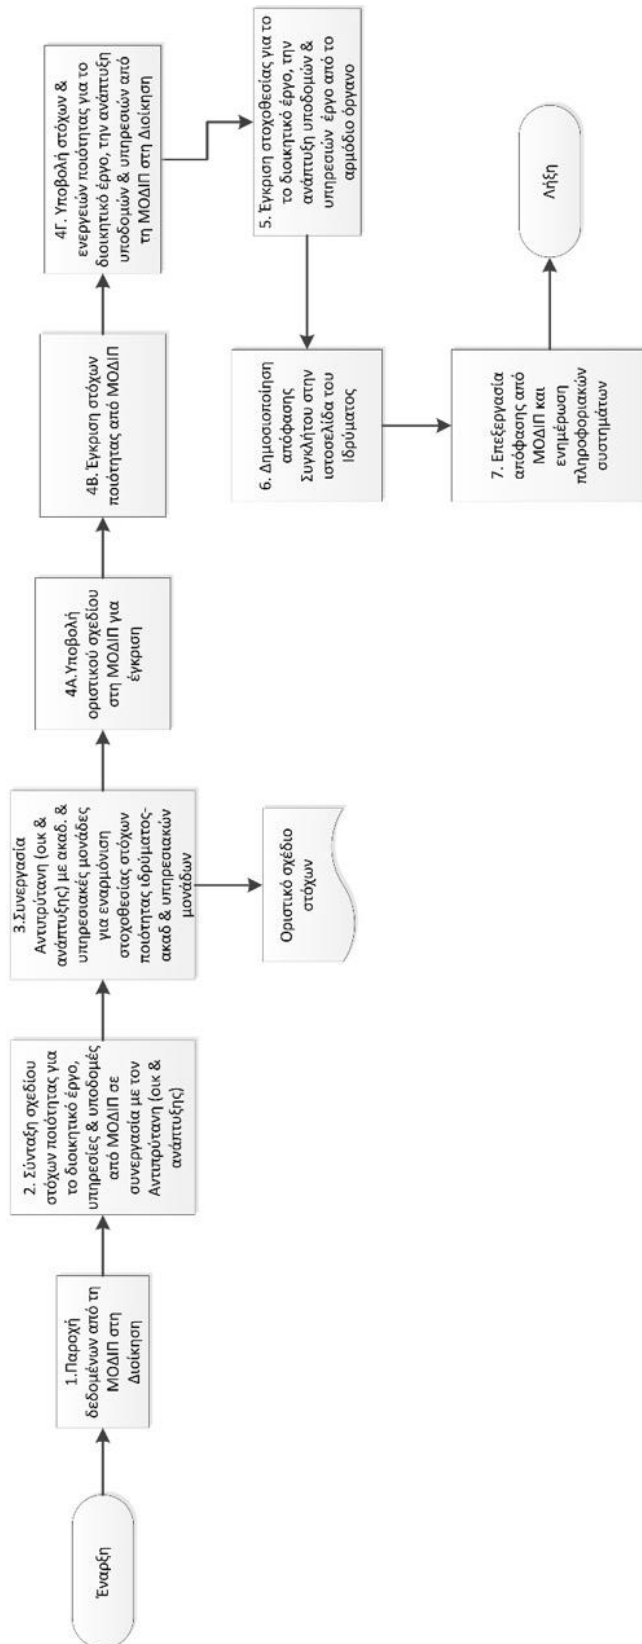 Έναρξη
1.Παροχή
δεδομένων από τη
ΜΟΔΙΠ στη
Διοίκηση
2. Σύνταξη σχεδίου
στόχων ποιότητας για
το διοικητικό έργο,
υπηρεσίες & υποδομές
από ΜΟΔΙΠ σε
συνεργασία με τον
Αντιπρύτανη (οικ &
ανάπτυξης)
3.Συνεργασία
Αντιπρύτανη (οικ &
ανάπτυξης) με ακαδ. &
υπηρεσιακές μονάδες
για εναρμόνιση
στοχοθεσίας στόχων
ποιότητας ιδρύματος-
ακαδ & υπηρεσιακών
μονάδων
Οριστικό σχέδιο
στόχων
4Α.Υποβολή
οριστικού σχεδίου
στη ΜΟΔΙΠ για
έγκριση
4Β. Έγκριση στόχων
ποιότητας από ΜΟΔΙΠ
4Γ. Υποβολή στόχων &
ενεργειών ποιότητας για το
διοικητικό έργο, την ανάπτυξη
υποδομών & υπηρεσιών από
τη ΜΟΔΙΠ στη Διοίκηση
5. Έγκριση στοχοθεσίας για το
το διοικητικό έργο, την
ανάπτυξη υποδομών &
υπηρεσιών έργο από το
αρμόδιο όργανο
6. Δημοσιοποίηση
απόφασης
Συγκλήτου στην
ιστοσελίδα του
Ιδρύματος
7. Επεξεργασία
απόφασης από
ΜΟΔΙΠ και
ενημέρωση
πληροφοριακών
συστημάτων
Λήξη